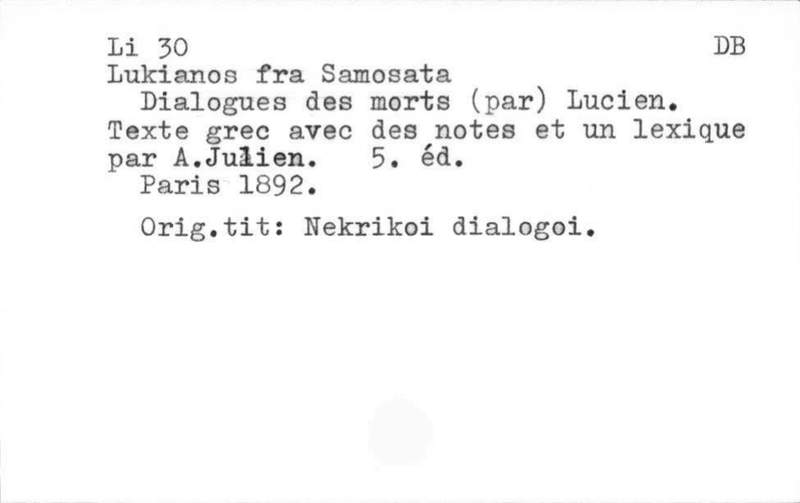 Li 30 DB
Lukianos fra Samosata
Dialogues des morts (par) Lucien.
Texte grec avec des notes et un lexique
par A.Julien. 5. éd.
Paris 1892.
Orig.tit: Nekrikoi dialogoi.